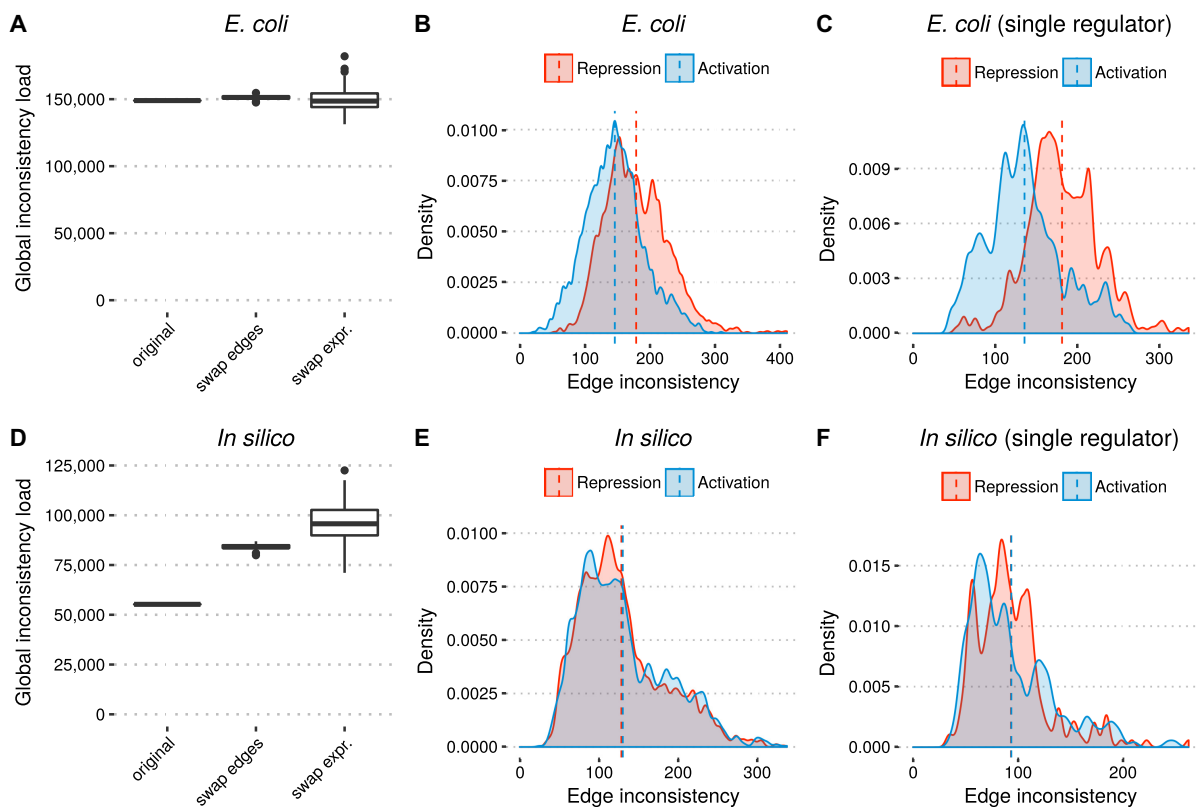 A
E. coli
Global inconsistency load
150,000
100,000
50,000
0
original
swap edges
swap expr.
B
E. coli
Repression
Activation
Density
0.0100
0.0075
0.0050
0.0025
0.0000
0 100 200 300 400
Edge inconsistency
C
E. coli (single regulator)
Repression
Activation
Density
0.009
0.006
0.003
0.000
0 100 200 300
Edge inconsistency
D
In silico
Global inconsistency load
125,000
100,000
75,000
50,000
25,000
0
original
swap edges
swap expr.
E
In silico
Repression
Activation
Density
0.0100
0.0075
0.0050
0.0025
0.0000
0 100 200 300
Edge inconsistency
F
In silico (single regulator)
Repression
Activation
Density
0.015
0.010
0.005
0.000
0 100 200
Edge inconsistency